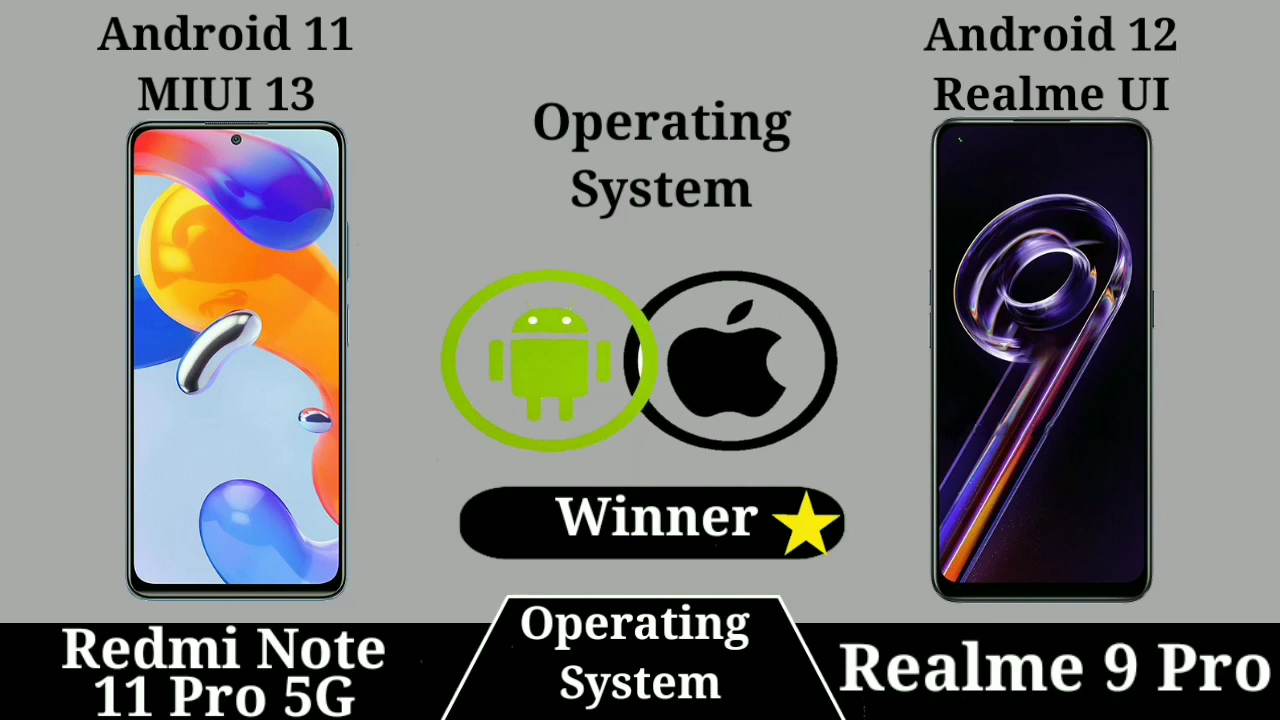 Android 11
MIUI 13
Operating
System
Android 12
Realme UI
Winner
Redmi Note
11 Pro 5G
Operating
System
Realme 9 Pro